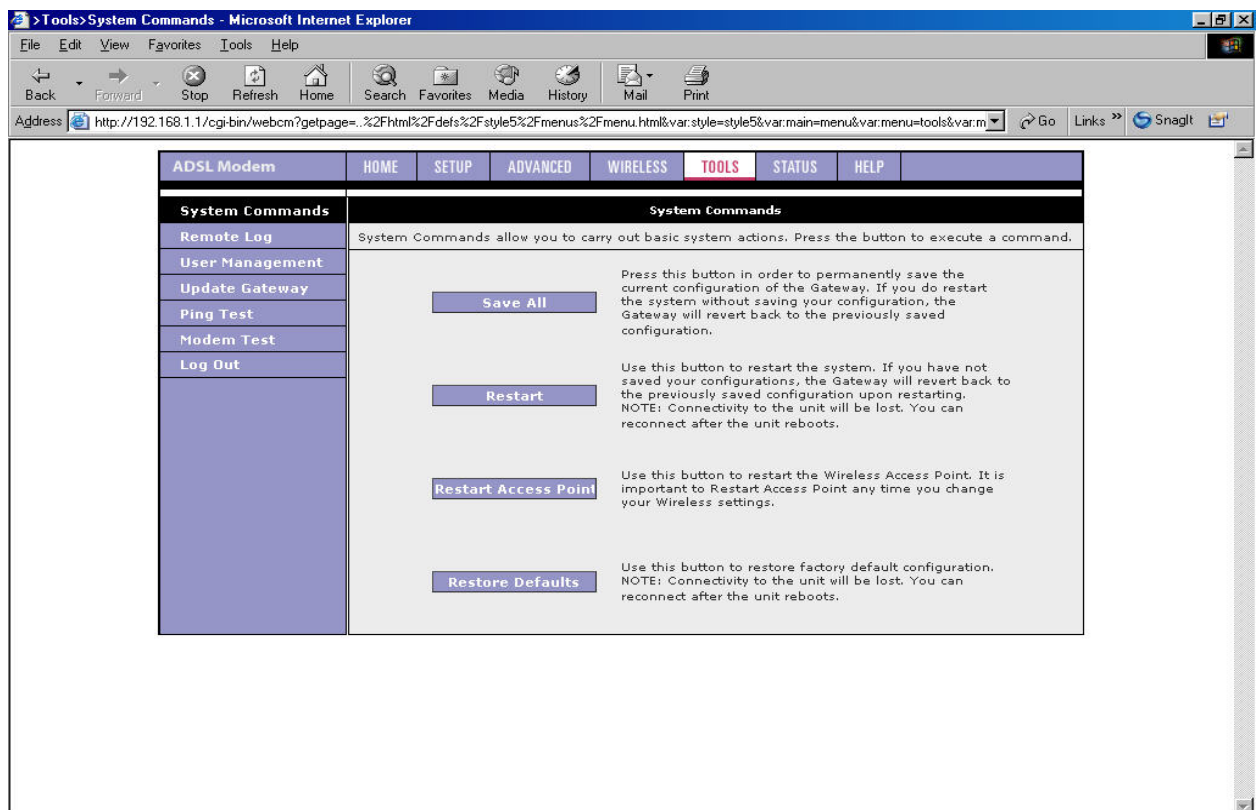 >Tools>System Commands - Microsoft Internet Explorer
File Edit View Favorites Tools Help
Back Forward Stop Refresh Home Search Favorites Media History Mail Print
Address http://192.168.1.1/cgi-bin/webcm?getpage=..%2Fhtml%2Fdefs%2Fstyle5%2Fmenus%2Fmenu.html&var:style=style5&var:main=menu&var:menu=tools&var:m Go Links » SnagIt
ADSL Modem HOME SETUP ADVANCED WIRELESS TOOLS STATUS HELP
System Commands
Remote Log
User Management
Update Gateway
Ping Test
Modem Test
Log Out
System Commands
System Commands allow you to carry out basic system actions. Press the button to execute a command.
Save All
Press this button in order to permanently save the
current configuration of the Gateway. If you do restart
the system without saving your configuration, the
Gateway will revert back to the previously saved
configuration.
Restart
Use this button to restart the system. If you have not
saved your configurations, the Gateway will revert back to
the previously saved configuration upon restarting.
NOTE: Connectivity to the unit will be lost. You can
reconnect after the unit reboots.
Restart Access Point
Use this button to restart the Wireless Access Point. It is
important to Restart Access Point any time you change
your Wireless settings.
Restore Defaults
Use this button to restore factory default configuration.
NOTE: Connectivity to the unit will be lost. You can
reconnect after the unit reboots.